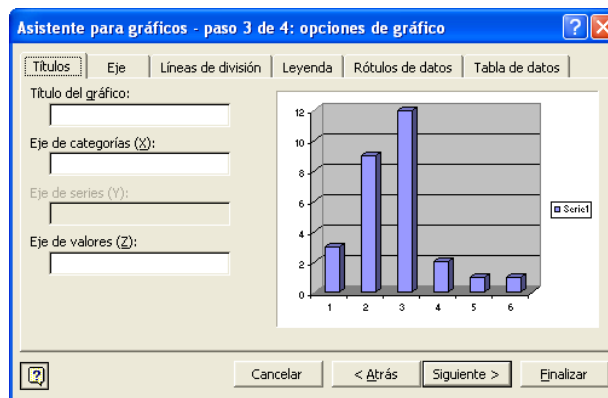 Asistente para gráficos - paso 3 de 4: opciones de gráfico
Títulos
Eje
Líneas de división
Leyenda
Rótulos de datos
Tabla de datos
Título del gráfico:
Eje de categorías (X):
Eje de series (Y):
Eje de valores (Z):
12
10
8
6
4
2
0
1 2 3 4 5 6
Serie1
Cancelar
< Atrás
Siguiente >
Finalizar